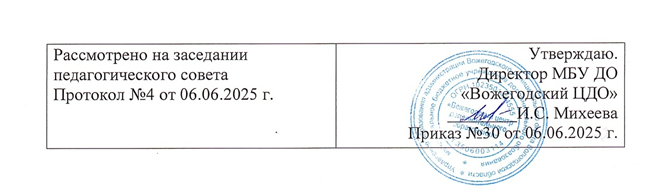 Рассмотрено на заседании
педагогического совета
Протокол №4 от 06.06.2025 г.
Утверждаю.
Директор МБУ ДО
«Вожегодский ЦДО»
И.С. Михеева
Приказ №30 от 06.06.2025 г.